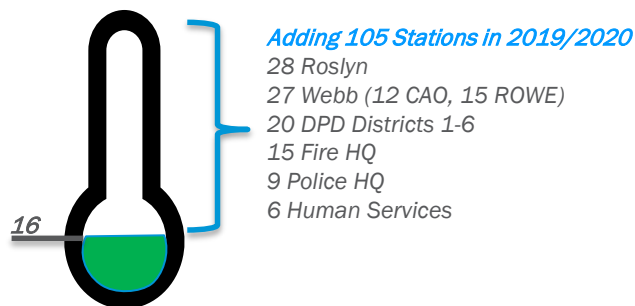 Adding 105 Stations in 2019/2020
28 Roslyn
27 Webb (12 CAO, 15 ROWE)
20 DPD Districts 1-6
15 Fire HQ
9 Police HQ
6 Human Services
16